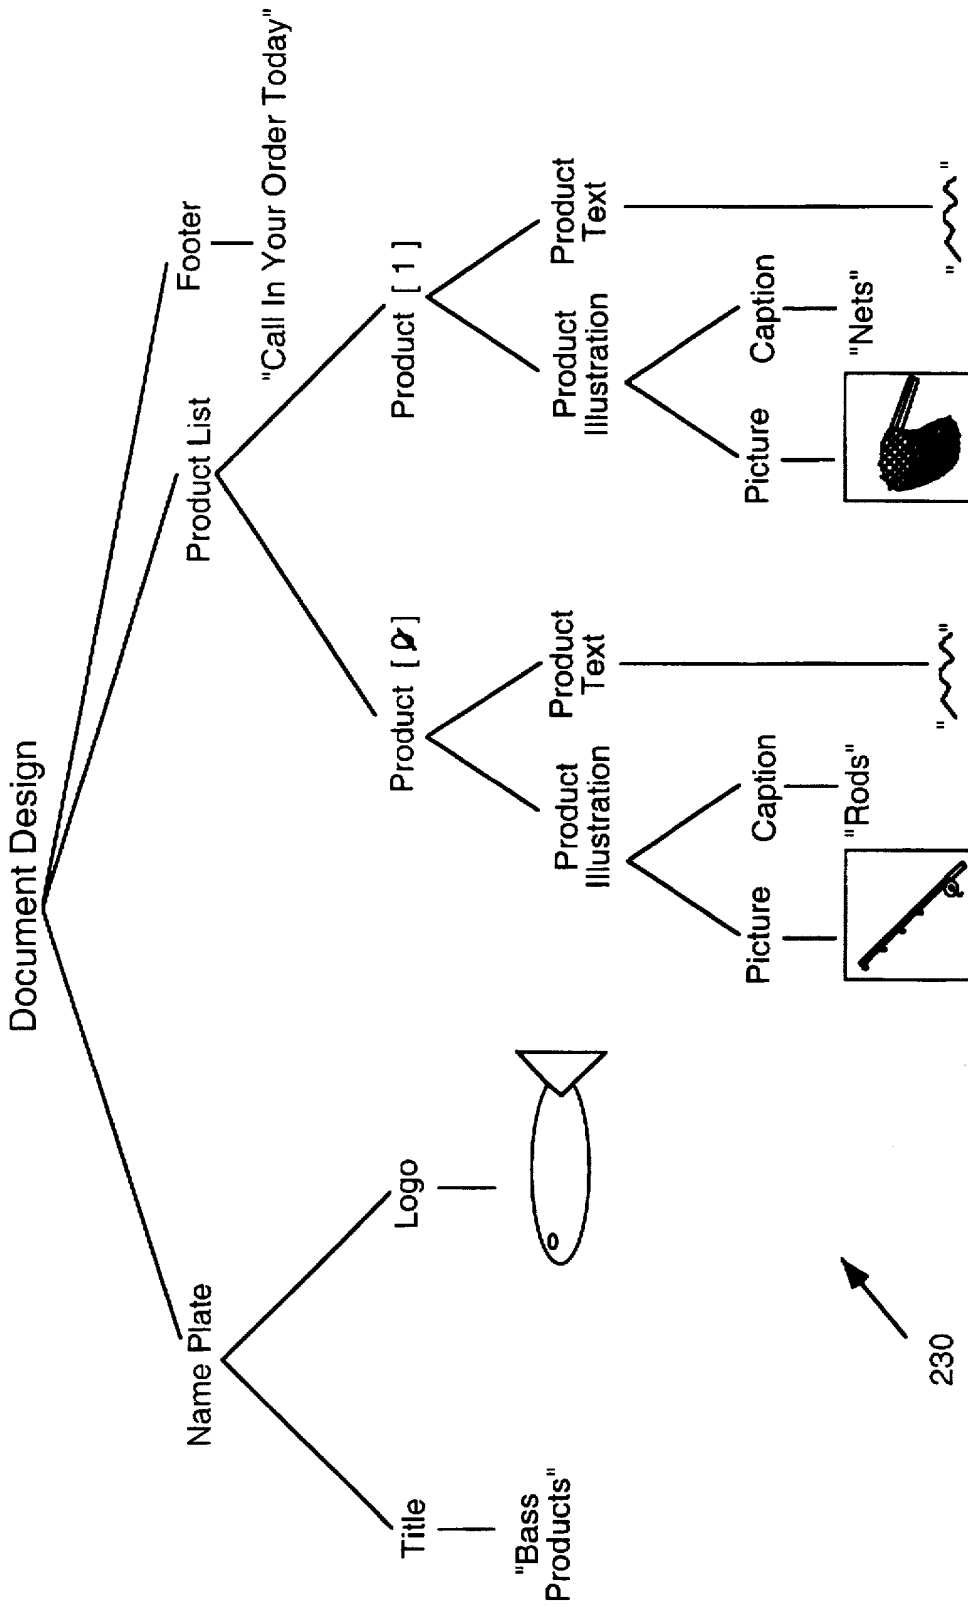 Document Design
Name Plate
Product List
Footer
"Call In Your Order Today"
Title
Logo
Product [0]
Product [1]
"Bass
Products"
Product
Illustration
Product
Text
Product
Illustration
Product
Text
Picture
Caption
Picture
Caption
"Rods"
"Nets"
" "
" "
230